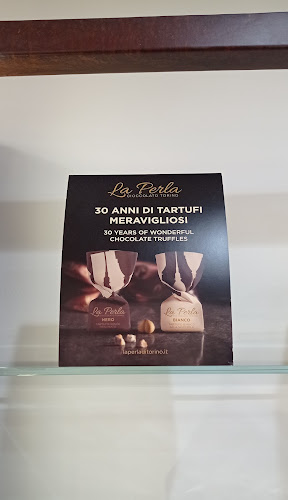 La Perla
CIOCCOLATO TORINO
30 ANNI DI TARTUFI
MERAVIGLIOSI
30 YEARS OF WONDERFUL
CHOCOLATE TRUFFLES
La Perla
NERO
La Perla
BIANCO
laperladitorino.it